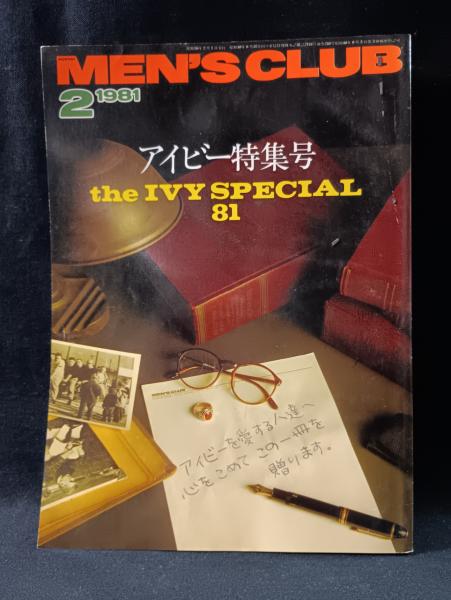 MEN'S CLUB
2 1981
アイビー特集号
the IVY SPECIAL
81
MEN'S CLUB
アイビーを愛する人達へ
心をこめて この一冊を
贈ります。